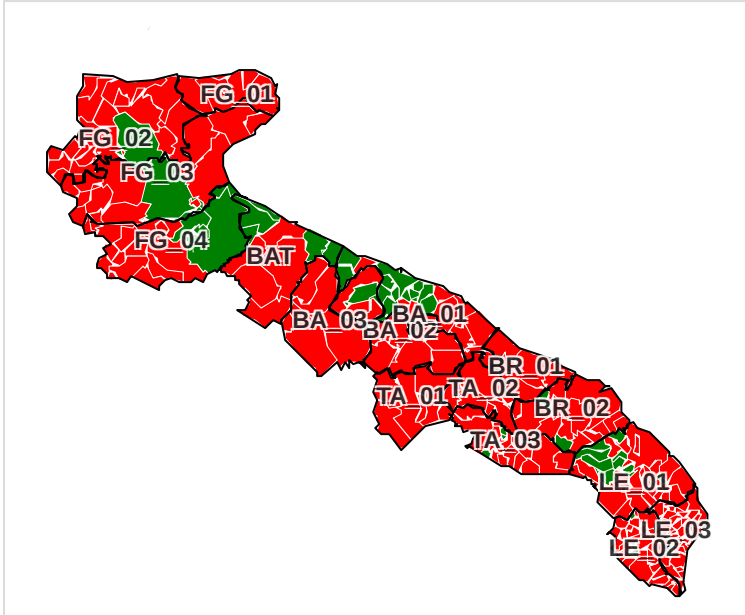 FG_01
FG_02
FG_03
FG_04
BAT
BA_01
BA_03
BA_02
BR_01
TA_02
TA_01
BR_02
TA_03
LE_01
LE_03
LE_02